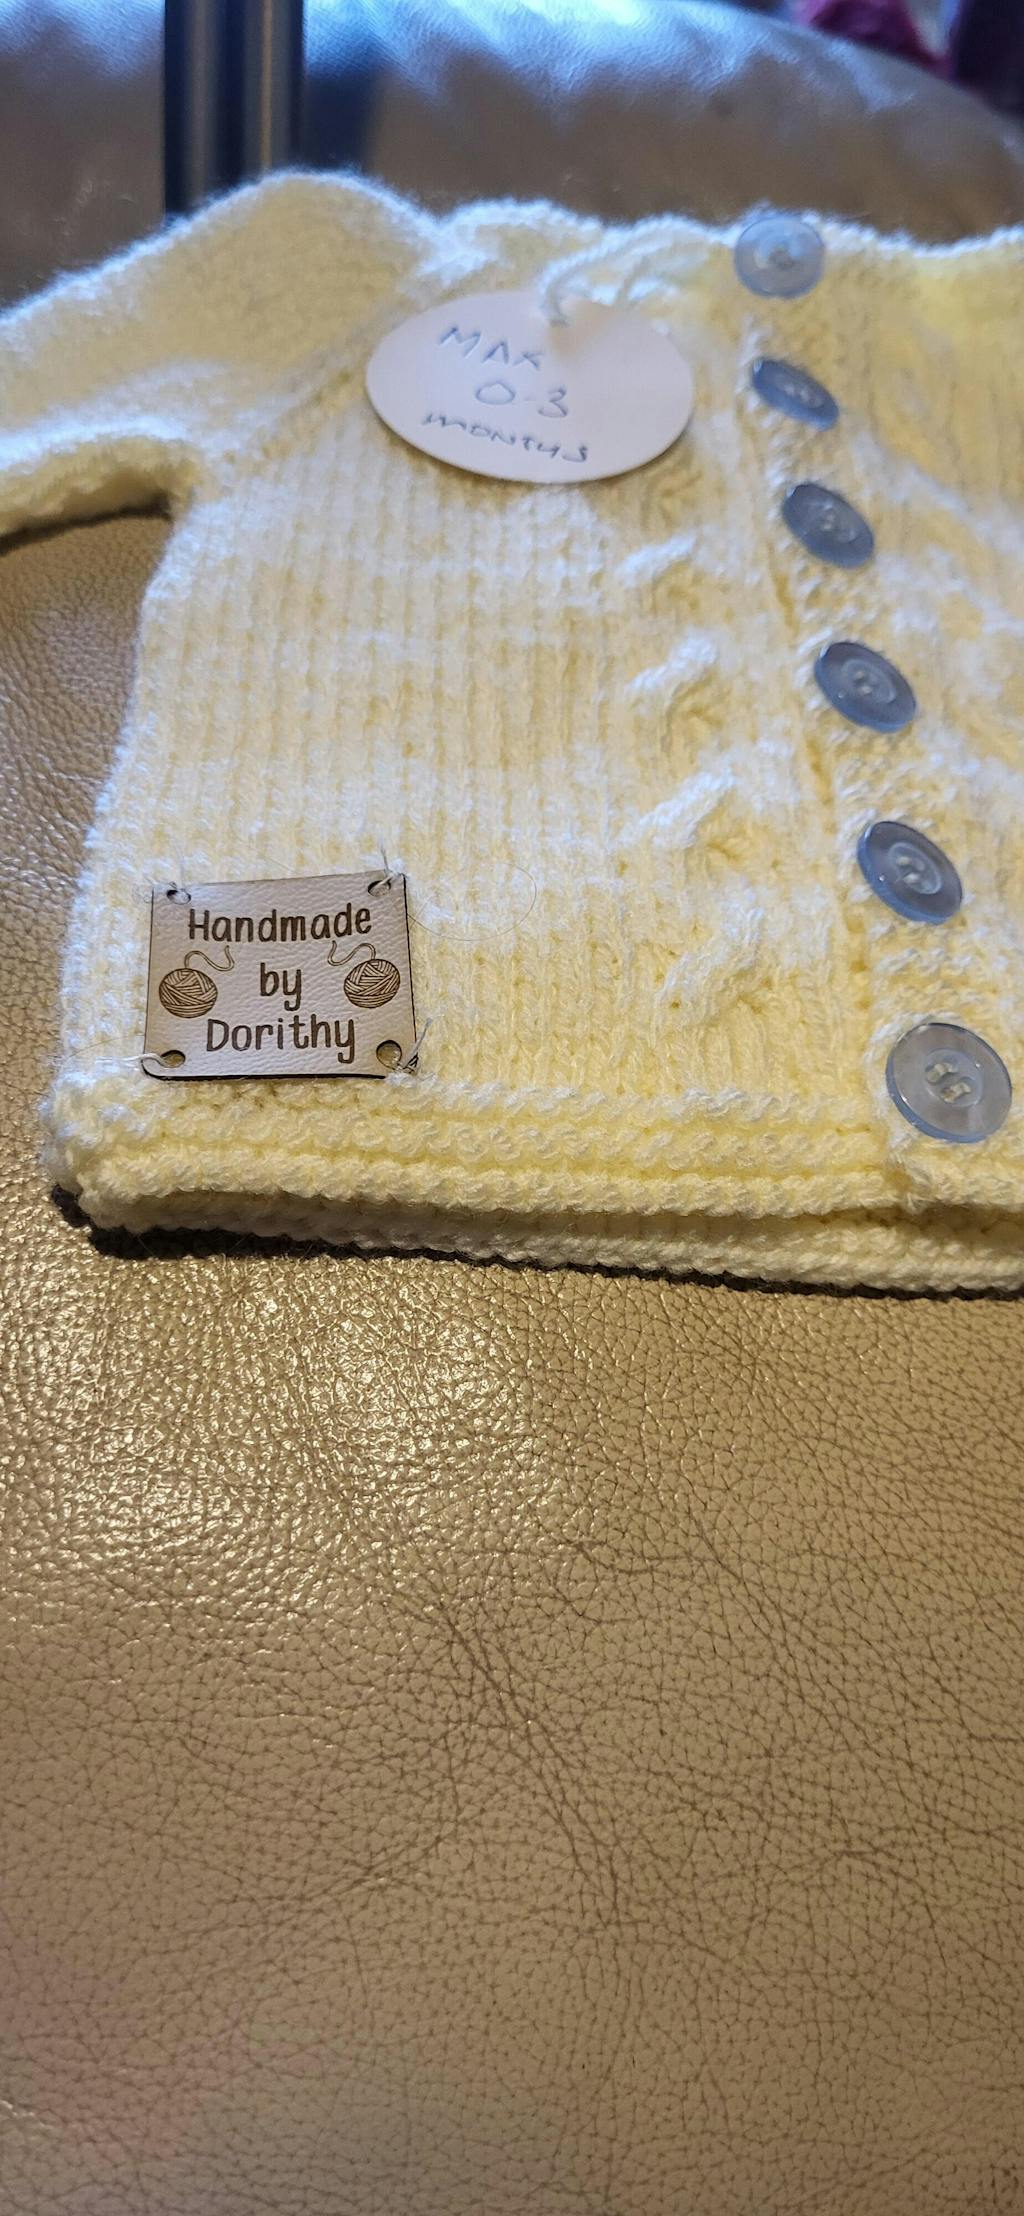 MAX
0-3
MONTHS
Handmade
by
Dorithy